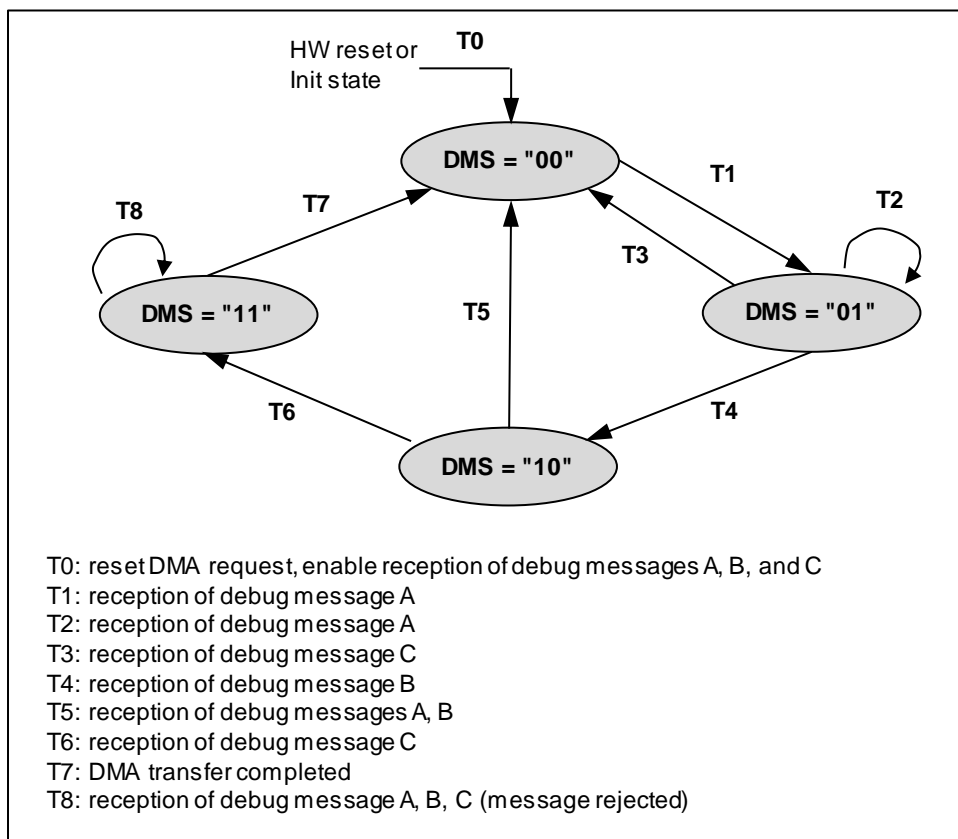 T0
HW reset or
Init state
DMS = "00"
T1
T7
T8
T2
T3
DMS = "11"
T5
DMS = "01"
T6
T4
DMS = "10"
T0: reset DMA request, enable reception of debug messages A, B, and C
T1: reception of debug message A
T2: reception of debug message A
T3: reception of debug message C
T4: reception of debug message B
T5: reception of debug messages A, B
T6: reception of debug message C
T7: DMA transfer completed
T8: reception of debug message A, B, C (message rejected)